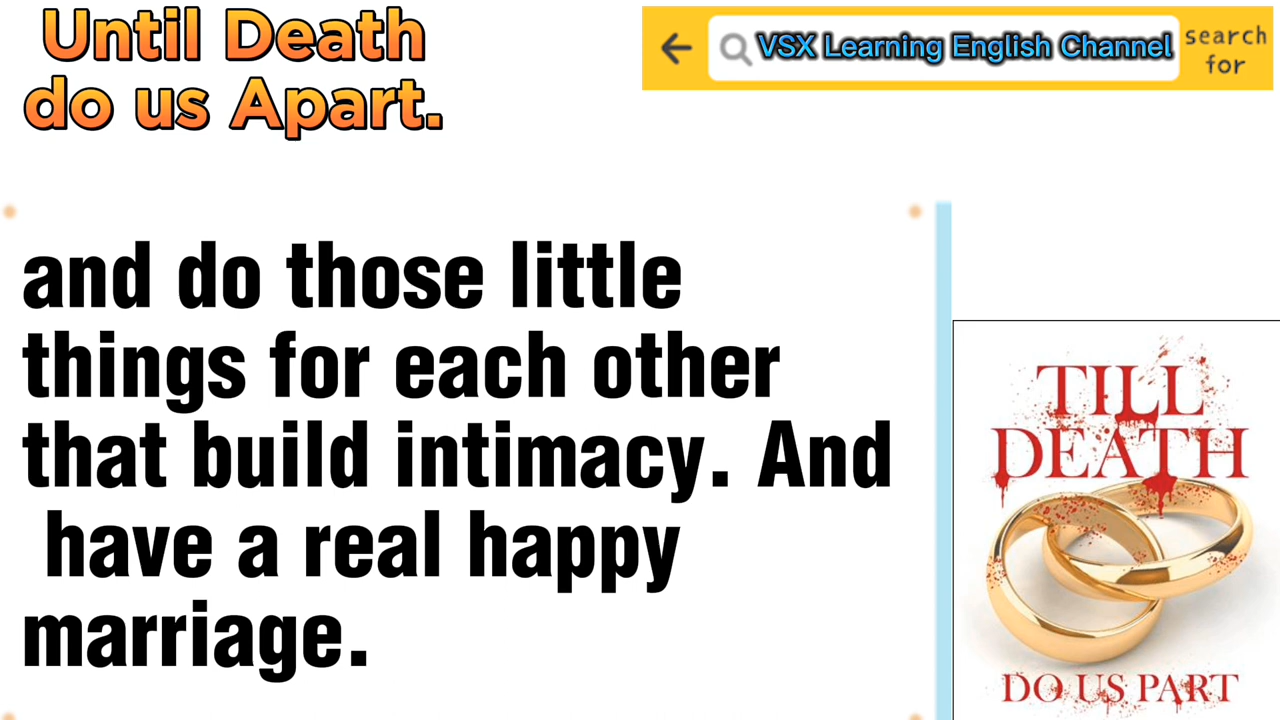 Until Death
do us Apart.
VSX Learning English Channel
search
for
and do those little
things for each other
that build intimacy. And
have a real happy
marriage.
TILL
DEATH
DO US PART